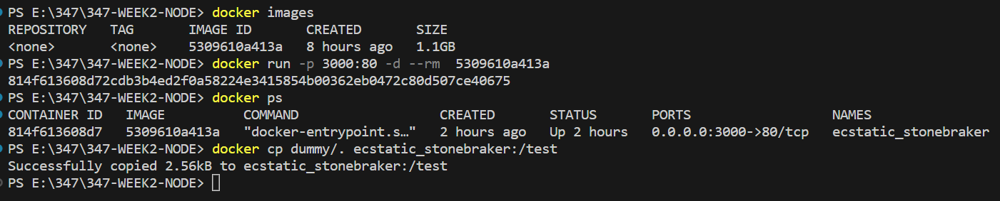 PS E:\347\347-WEEK2-NODE> docker images
REPOSITORY   TAG       IMAGE ID       CREATED       SIZE
<none>       <none>    5309610a413a   8 hours ago   1.1GB
PS E:\347\347-WEEK2-NODE> docker run -p 3000:80 -d --rm  5309610a413a
814f613608d72cdb3b4ed2f0a58224e3415854b00362eb0472c80d507ce40675
PS E:\347\347-WEEK2-NODE> docker ps
CONTAINER ID   IMAGE          COMMAND                  CREATED       STATUS       PORTS                  NAMES
814f613608d7   5309610a413a   "docker-entrypoint.s…"   2 hours ago   Up 2 hours   0.0.0.0:3000->80/tcp   ecstatic_stonebraker
PS E:\347\347-WEEK2-NODE> docker cp dummy/. ecstatic_stonebraker:/test
Successfully copied 2.56kB to ecstatic_stonebraker:/test
PS E:\347\347-WEEK2-NODE>